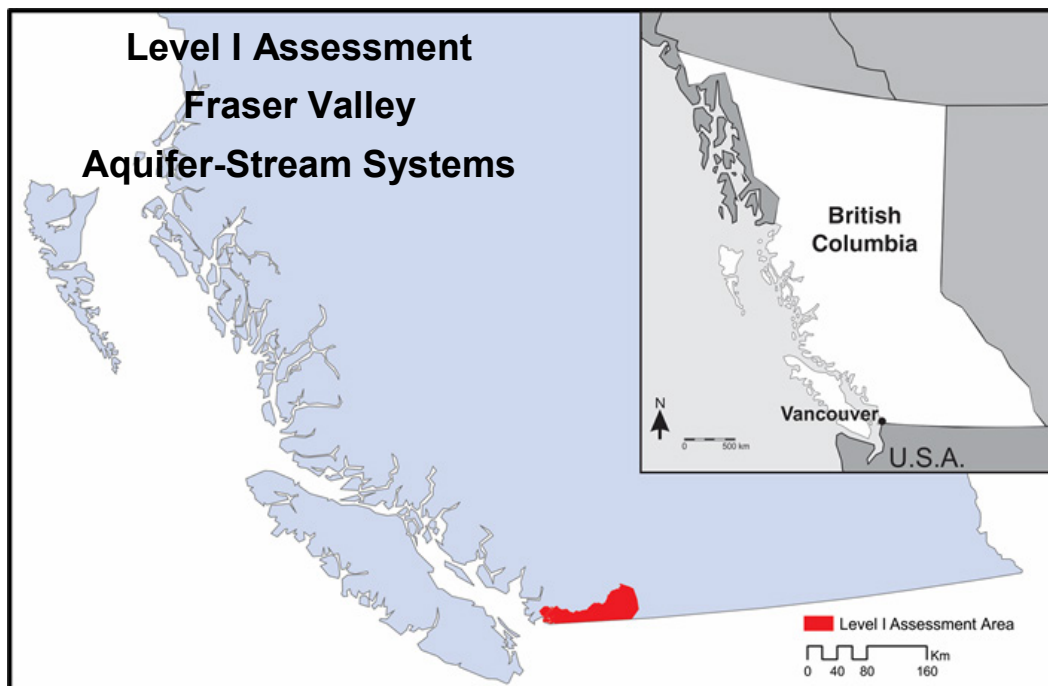 Level I Assessment
Fraser Valley
Aquifer-Stream Systems
British
Columbia
Vancouver
N
0 500 km
U.S.A.
Level I Assessment Area
Km
0 40 80 160